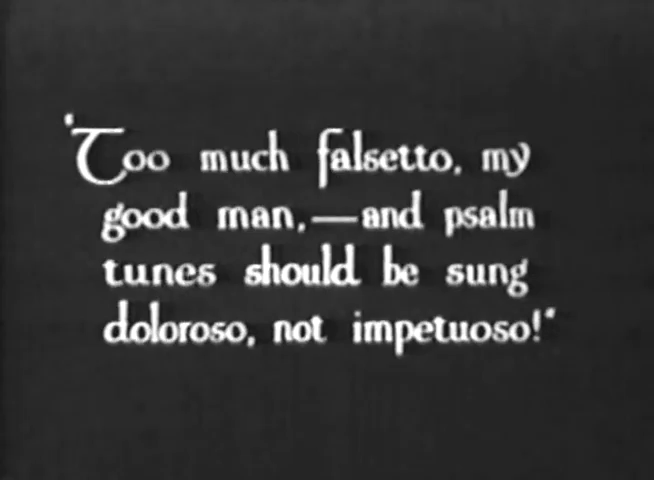 "Too much falsetto, my
good man,—and psalm
tunes should be sung
doloroso, not impetuoso!"